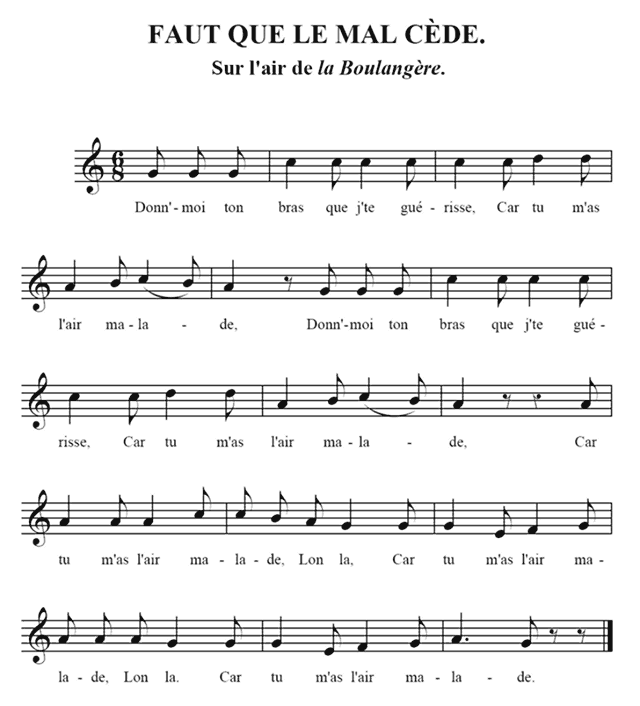 FAUT QUE LE MAL CÈDE.
Sur l'air de la Boulangère.
6
8
Donn'-moi ton bras que j'te gué - risse, Car tu m'as
l'air ma - la - de, Donn'-moi ton bras que j'te gué -
risse, Car tu m'as l'air ma - la - de, Car
tu m'as l'air ma - la - de, Lon la, Car tu m'as l'air ma -
la - de, Lon la. Car tu m'as l'air ma - la - de.